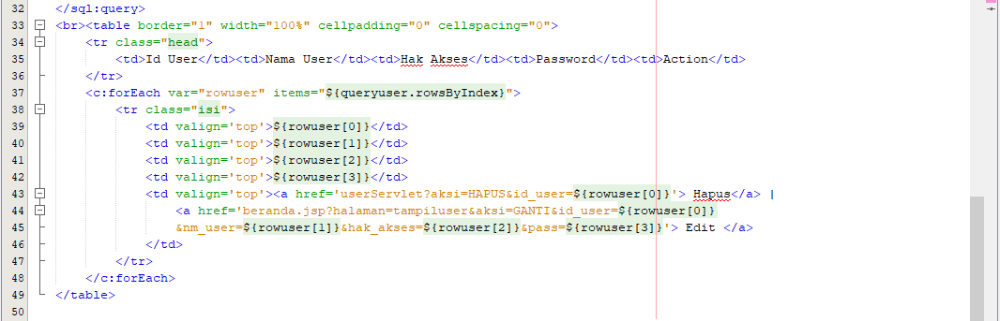 32 </sql:query>
33 <br><table border="1" width="100%" cellpadding="0" cellspacing="0">
34 <tr class="head">
35 <td>Id User</td><td>Nama User</td><td>Hak Akses</td><td>Password</td><td>Action</td>
36 </tr>
37 <c:forEach var="rowuser" items="${queryuser.rowsByIndex}">
38 <tr class="isi">
39 <td valign='top'>${rowuser[0]}</td>
40 <td valign='top'>${rowuser[1]}</td>
41 <td valign='top'>${rowuser[2]}</td>
42 <td valign='top'>${rowuser[3]}</td>
43 <td valign='top'><a href='userServlet?aksi=HAPUS&id_user=${rowuser[0]}'> Hapus</a> |
44 <a href='beranda.jsp?halaman=tampiluser&aksi=GANTI&id_user=${rowuser[0]}
45 &nm_user=${rowuser[1]}&hak_akses=${rowuser[2]}&pass=${rowuser[3]}'> Edit </a>
46 </td>
47 </tr>
48 </c:forEach>
49 </table>
50